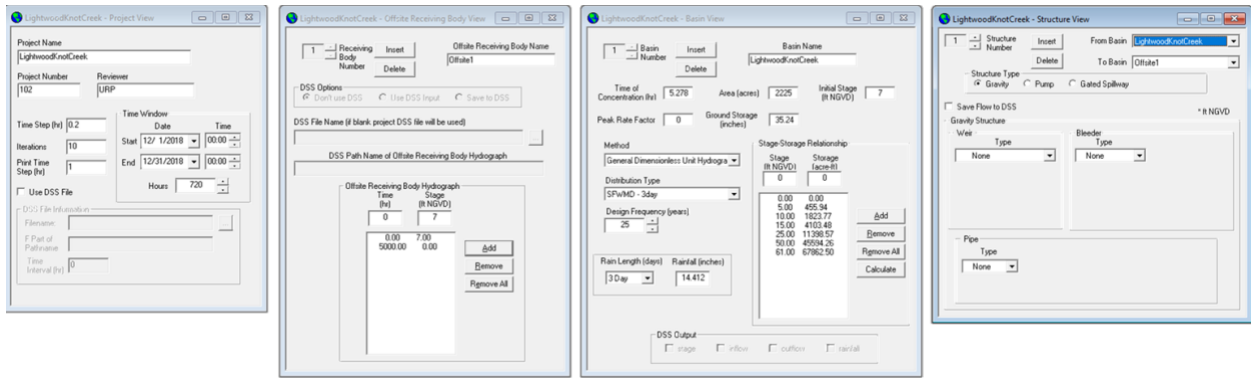 LightwoodKnotCreek - Project View
Project Name
LightwoodKnotCreek
Project Number Reviewer
102 URP
Time Window
Date Time
Time Step (hr) 0.2
Start 12/ 1/2018 00:00
Iterations 10
End 12/31/2018 00:00
Print Time Step (hr) 1
Hours 720
Use DSS File
DSS File Information
Filename:
F Part of Pathname
Time Interval (hr) 0
LightwoodKnotCreek - Offsite Receiving Body View
1 Receiving Body Number Insert Delete
Offsite Receiving Body Name
Offsite1
DSS Options
Don't use DSS Use DSS Input Save to DSS
DSS File Name (if blank project DSS file will be used)
...
DSS Path Name of Offsite Receiving Body Hydrograph
Offsite Receiving Body Hydrograph
Time (hr) Stage (ft NGVD)
0 7
0.00 7.00
5000.00 0.00
Add
Remove
Remove All
LightwoodKnotCreek - Basin View
1 Basin Number Insert Delete
Basin Name
LightwoodKnotCreek
Time of Concentration (hr) 5.278 Area (acres) 2225 Initial Stage (ft NGVD) 7
Peak Rate Factor 0 Ground Storage (inches) 35.24
Method
General Dimensionless Unit Hydrogra
Distribution Type
SFWMD - 3day
Design Frequency (years)
25
Rain Length (days) Rainfall (inches)
3 Day 14.412
Stage-Storage Relationship
Stage (ft NGVD) Storage (acre-ft)
0 0
0.00 0.00
5.00 455.94
10.00 1823.77
15.00 4103.48
25.00 11398.57
50.00 45594.26
61.00 67862.50
Add
Remove
Remove All
Calculate
DSS Output
stage inflow outflow rainfall
LightwoodKnotCreek - Structure View
1 Structure Number Insert Delete
From Basin LightwoodKnotCreek
To Basin Offsite1
Structure Type
Gravity Pump Gated Spillway
Save Flow to DSS
* ft NGVD
Gravity Structure
Weir
Type
None
Bleeder
Type
None
Pipe
Type
None